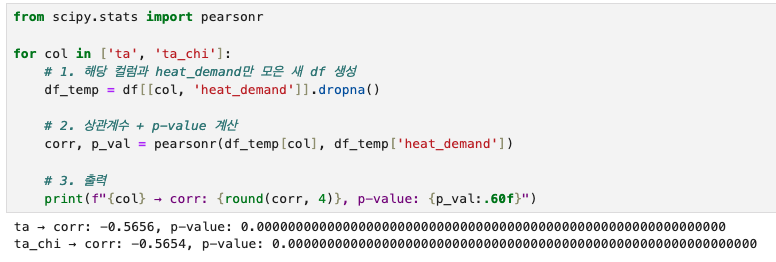 from scipy.stats import pearsonr
for col in ['ta', 'ta_chi']:
# 1. 해당 컬럼과 heat_demand만 모은 새 df 생성
df_temp = df[[col, 'heat_demand']].dropna()
# 2. 상관계수 + p-value 계산
corr, p_val = pearsonr(df_temp[col], df_temp['heat_demand'])
# 3. 출력
print(f"{col} → corr: {round(corr, 4)}, p-value: {p_val:.60f}")
ta → corr: -0.5656, p-value: 0.000000000000000000000000000000000000000000000000000000000000
ta_chi → corr: -0.5654, p-value: 0.000000000000000000000000000000000000000000000000000000000000